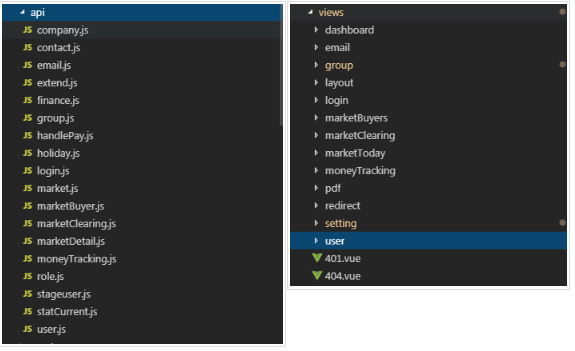 api
JS company.js
JS contact.js
JS email.js
JS extend.js
JS finance.js
JS group.js
JS handlePay.js
JS holiday.js
JS login.js
JS market.js
JS marketBuyer.js
JS marketClearing.js
JS marketDetail.js
JS moneyTracking.js
JS role.js
JS stageuser.js
JS statCurrent.js
JS user.js
views
dashboard
email
group
layout
login
marketBuyers
marketClearing
marketToday
moneyTracking
pdf
redirect
setting
user
401.vue
404.vue